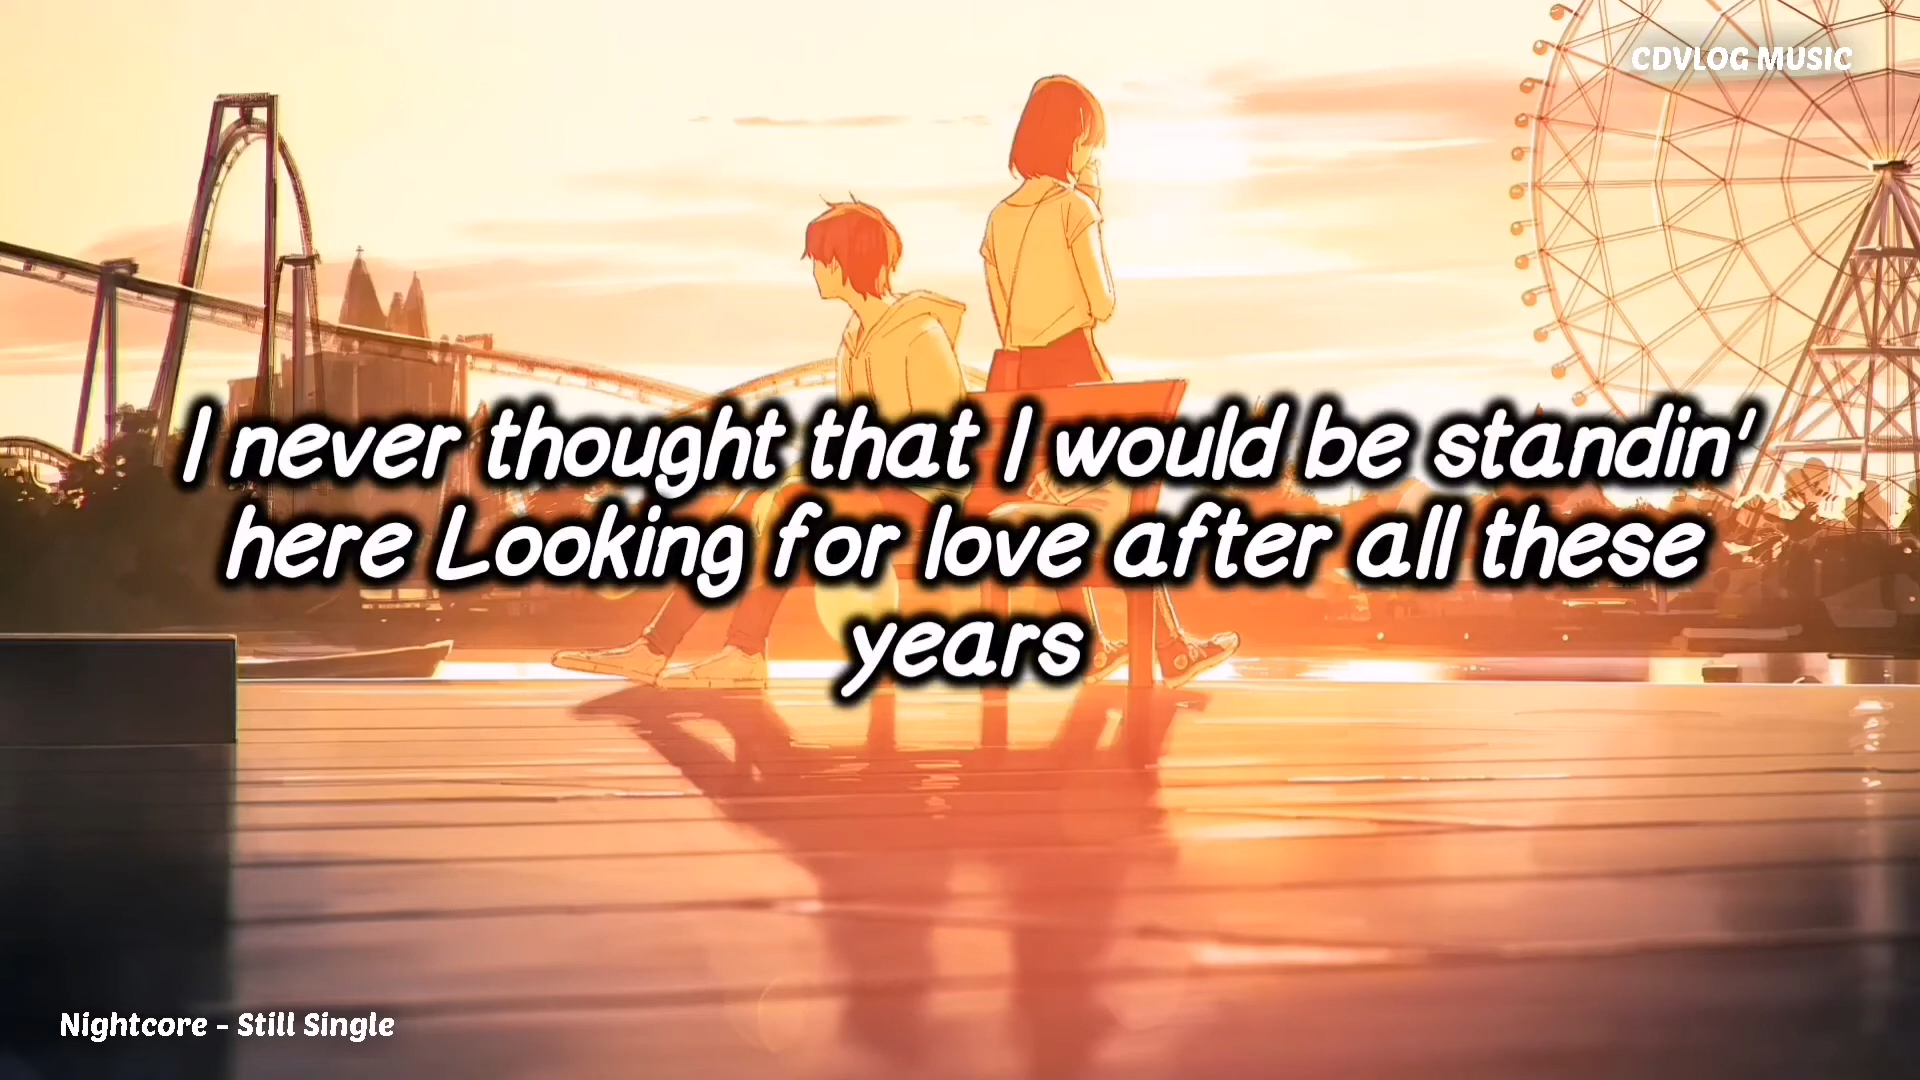 CDVLOG MUSIC
I never thought that I would be standin'
here Looking for love after all these
years
Nightcore - Still Single